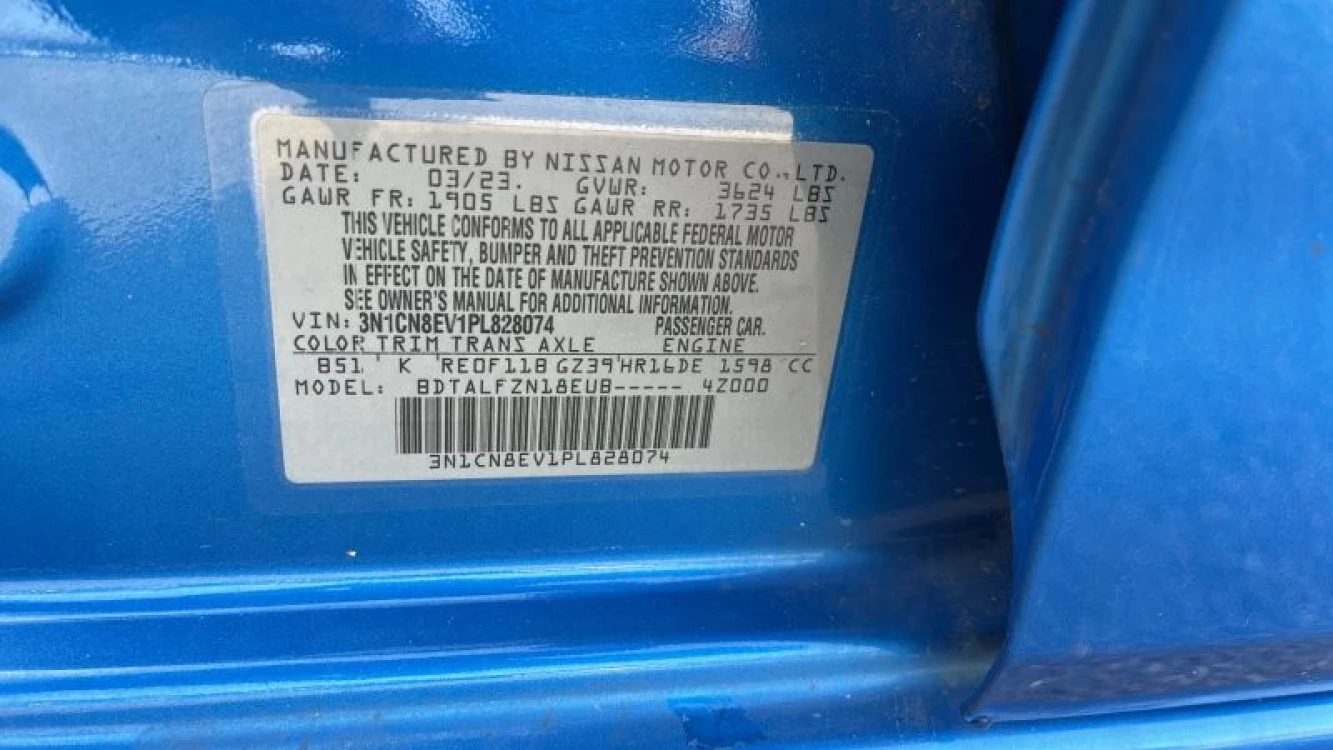 MANUFACTURED BY NISSAN MOTOR CO.,LTD.
DATE: 03/23. GVWR: 3624 LBS
GAWR FR: 1905 LBS GAWR RR: 1735 LBS
THIS VEHICLE CONFORMS TO ALL APPLICABLE FEDERAL MOTOR
VEHICLE SAFETY, BUMPER AND THEFT PREVENTION STANDARDS
IN EFFECT ON THE DATE OF MANUFACTURE SHOWN ABOVE.
SEE OWNER'S MANUAL FOR ADDITIONAL INFORMATION.
VIN: 3N1CN8EV1PL828074 PASSENGER CAR.
COLOR TRIM TRANS AXLE ENGINE
B51 K RE0F11B GZ39 HR16DE 1598 CC
MODEL: BDTALFZN18EUB----- 4Z000
3N1CN8EV1PL828074